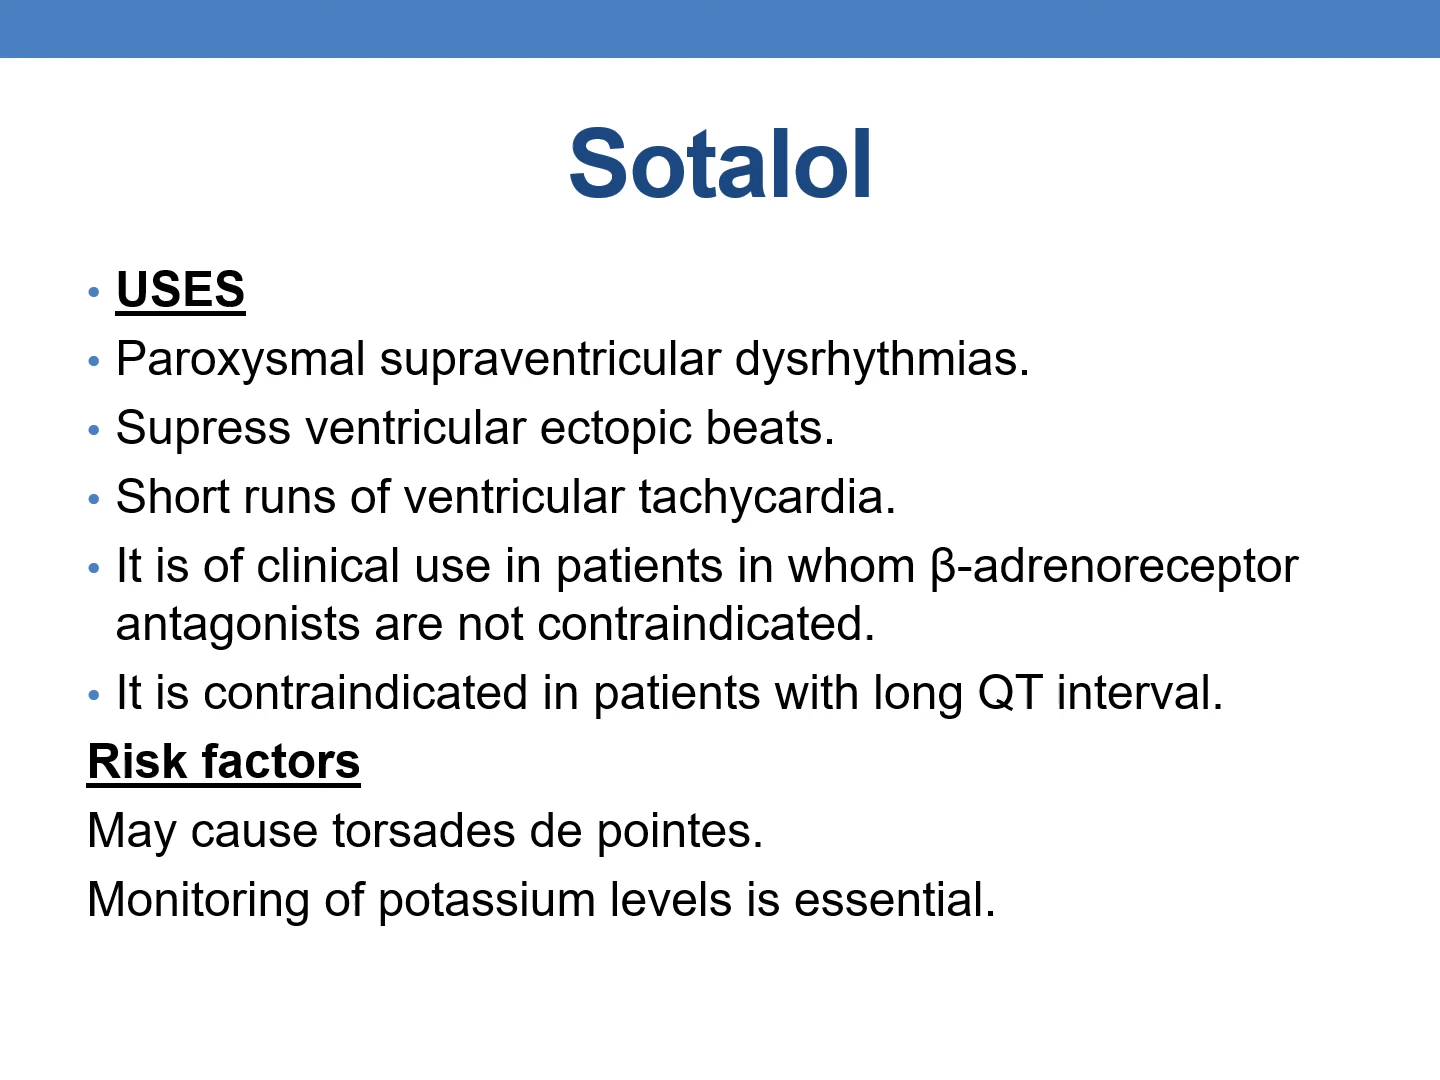 Sotalol
• USES
• Paroxysmal supraventricular dysrhythmias.
• Supress ventricular ectopic beats.
• Short runs of ventricular tachycardia.
• It is of clinical use in patients in whom β-adrenoreceptor
antagonists are not contraindicated.
• It is contraindicated in patients with long QT interval.
Risk factors
May cause torsades de pointes.
Monitoring of potassium levels is essential.